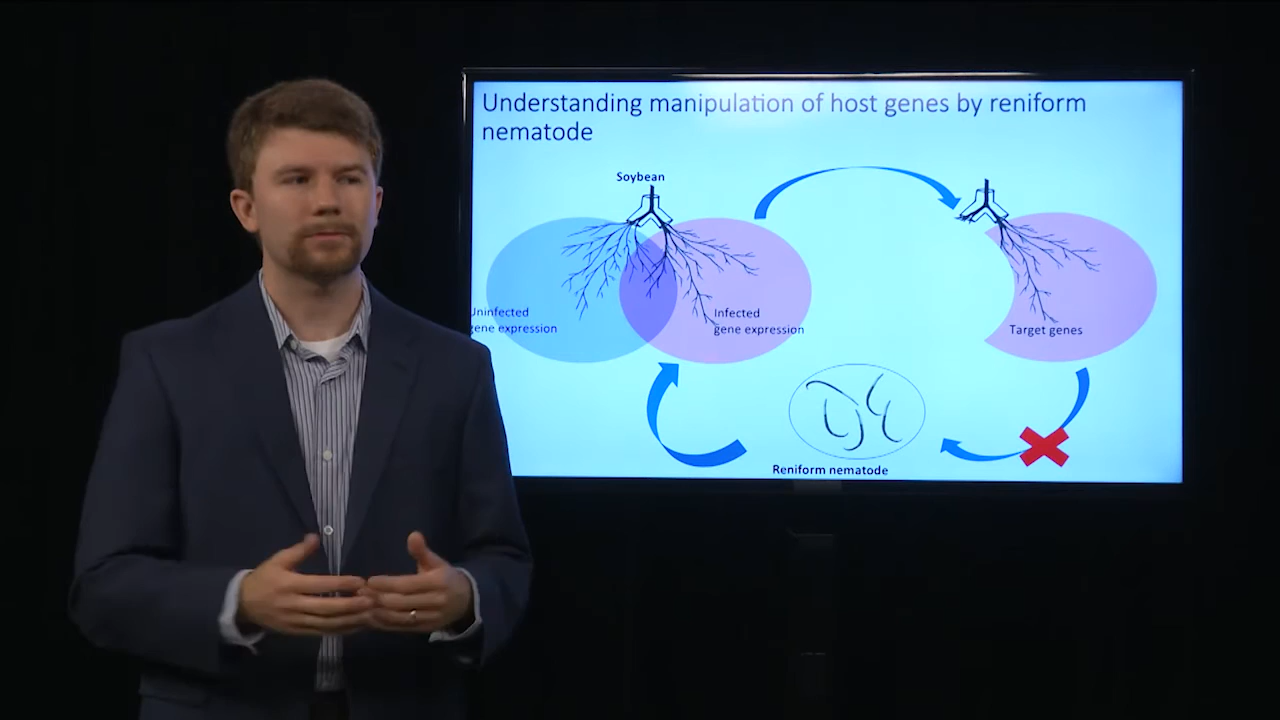 Understanding manipulation of host genes by reniform
nematode
Soybean
Uninfected
gene expression
Infected
gene expression
Target genes
Reniform nematode